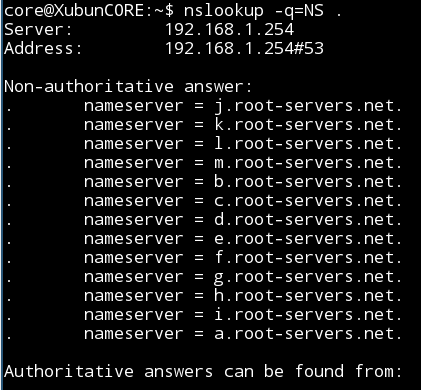 core@XubunCORE:~$ nslookup -q=NS .
Server:         192.168.1.254
Address:        192.168.1.254#53

Non-authoritative answer:
.       nameserver = j.root-servers.net.
.       nameserver = k.root-servers.net.
.       nameserver = l.root-servers.net.
.       nameserver = m.root-servers.net.
.       nameserver = b.root-servers.net.
.       nameserver = c.root-servers.net.
.       nameserver = d.root-servers.net.
.       nameserver = e.root-servers.net.
.       nameserver = f.root-servers.net.
.       nameserver = g.root-servers.net.
.       nameserver = h.root-servers.net.
.       nameserver = i.root-servers.net.
.       nameserver = a.root-servers.net.

Authoritative answers can be found from: